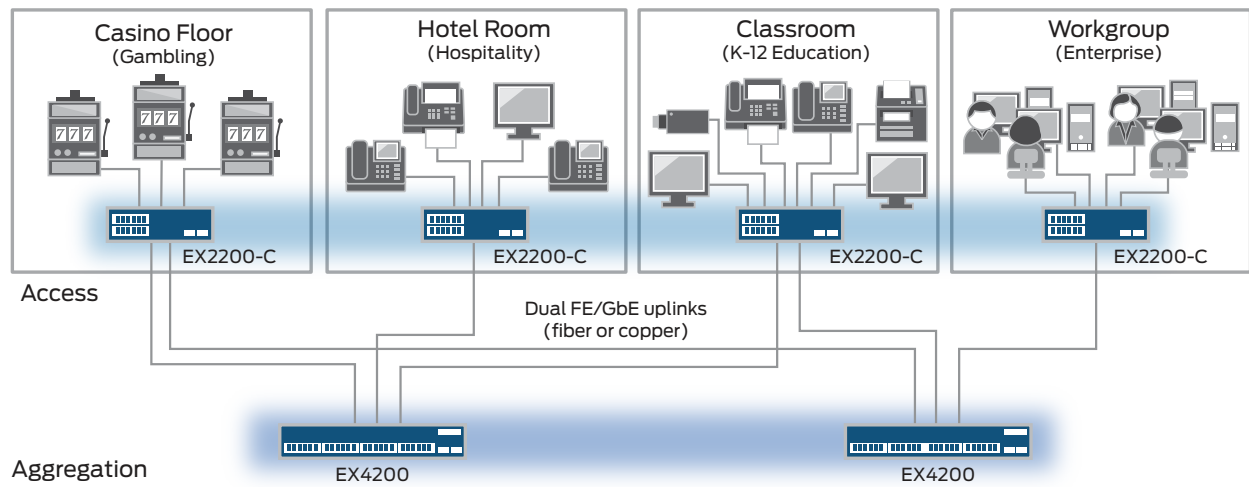 Casino Floor
(Gambling)
777
777
777
EX2200-C
Hotel Room
(Hospitality)
EX2200-C
Classroom
(K-12 Education)
EX2200-C
Workgroup
(Enterprise)
EX2200-C
Access
Dual FE/GbE uplinks
(fiber or copper)
EX4200
EX4200
Aggregation